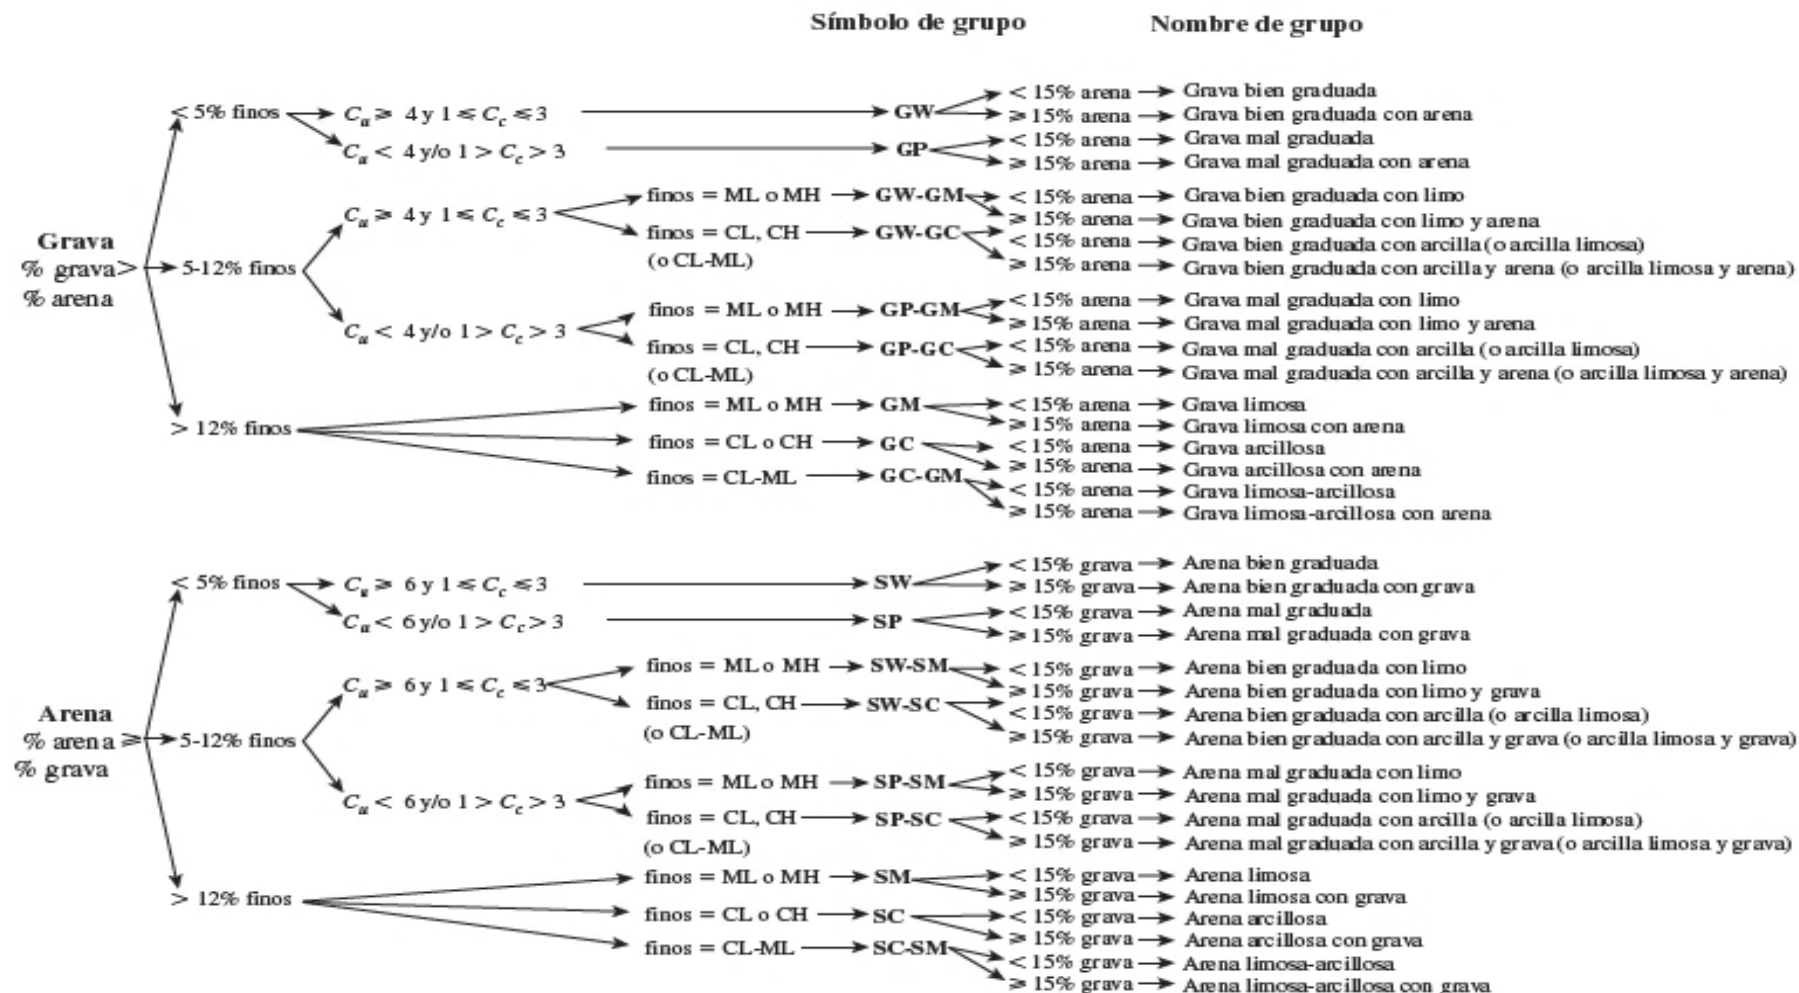 Símbolo de grupo Nombre de grupo
< 5% finos Cu ≥ 4 y 1 ≤ Cc ≤ 3 GW < 15% arena Grava bien graduada
≥ 15% arena Grava bien graduada con arena
Cu < 4 y/o 1 > Cc > 3 GP < 15% arena Grava mal graduada
≥ 15% arena Grava mal graduada con arena
Grava
% grava >
% arena
5-12% finos Cu ≥ 4 y 1 ≤ Cc ≤ 3 finos = ML o MH GW-GM < 15% arena Grava bien graduada con limo
≥ 15% arena Grava bien graduada con limo y arena
finos = CL, CH GW-GC < 15% arena Grava bien graduada con arcilla (o arcilla limosa)
(o CL-ML) ≥ 15% arena Grava bien graduada con arcilla y arena (o arcilla limosa y arena)
Cu < 4 y/o 1 > Cc > 3 finos = ML o MH GP-GM < 15% arena Grava mal graduada con limo
≥ 15% arena Grava mal graduada con limo y arena
finos = CL, CH GP-GC < 15% arena Grava mal graduada con arcilla (o arcilla limosa)
(o CL-ML) ≥ 15% arena Grava mal graduada con arcilla y arena (o arcilla limosa y arena)
> 12% finos finos = ML o MH GM < 15% arena Grava limosa
≥ 15% arena Grava limosa con arena
finos = CL o CH GC < 15% arena Grava arcillosa
≥ 15% arena Grava arcillosa con arena
finos = CL-ML GC-GM < 15% arena Grava limosa-arcillosa
≥ 15% arena Grava limosa-arcillosa con arena
< 5% finos Cu ≥ 6 y 1 ≤ Cc ≤ 3 SW < 15% grava Arena bien graduada
≥ 15% grava Arena bien graduada con grava
Cu < 6 y/o 1 > Cc > 3 SP < 15% grava Arena mal graduada
≥ 15% grava Arena mal graduada con grava
Arena
% arena ≥
% grava
5-12% finos Cu ≥ 6 y 1 ≤ Cc ≤ 3 finos = ML o MH SW-SM < 15% grava Arena bien graduada con limo
≥ 15% grava Arena bien graduada con limo y grava
finos = CL, CH SW-SC < 15% grava Arena bien graduada con arcilla (o arcilla limosa)
(o CL-ML) ≥ 15% grava Arena bien graduada con arcilla y grava (o arcilla limosa y grava)
Cu < 6 y/o 1 > Cc > 3 finos = ML o MH SP-SM < 15% grava Arena mal graduada con limo
≥ 15% grava Arena mal graduada con limo y grava
finos = CL, CH SP-SC < 15% grava Arena mal graduada con arcilla (o arcilla limosa)
(o CL-ML) ≥ 15% grava Arena mal graduada con arcilla y grava (o arcilla limosa y grava)
> 12% finos finos = ML o MH SM < 15% grava Arena limosa
≥ 15% grava Arena limosa con grava
finos = CL o CH SC < 15% grava Arena arcillosa
≥ 15% grava Arena arcillosa con grava
finos = CL-ML SC-SM < 15% grava Arena limosa-arcillosa
≥ 15% grava Arena limosa-arcillosa con grava